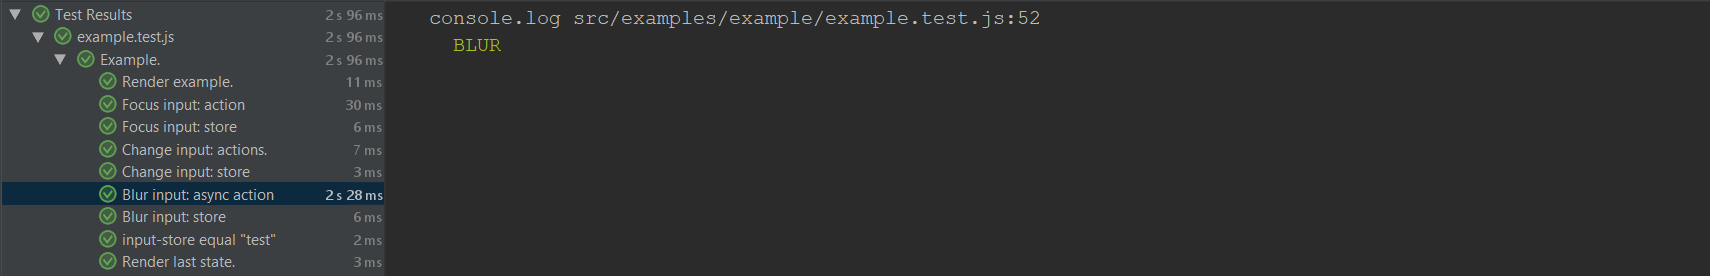 Test Results 2 s 96 ms
example.test.js 2 s 96 ms
Example. 2 s 96 ms
Render example. 11 ms
Focus input: action 30 ms
Focus input: store 6 ms
Change input: actions. 7 ms
Change input: store 3 ms
Blur input: async action 2 s 28 ms
Blur input: store 6 ms
input-store equal "test" 2 ms
Render last state. 3 ms
console.log src/examples/example/example.test.js:52
BLUR